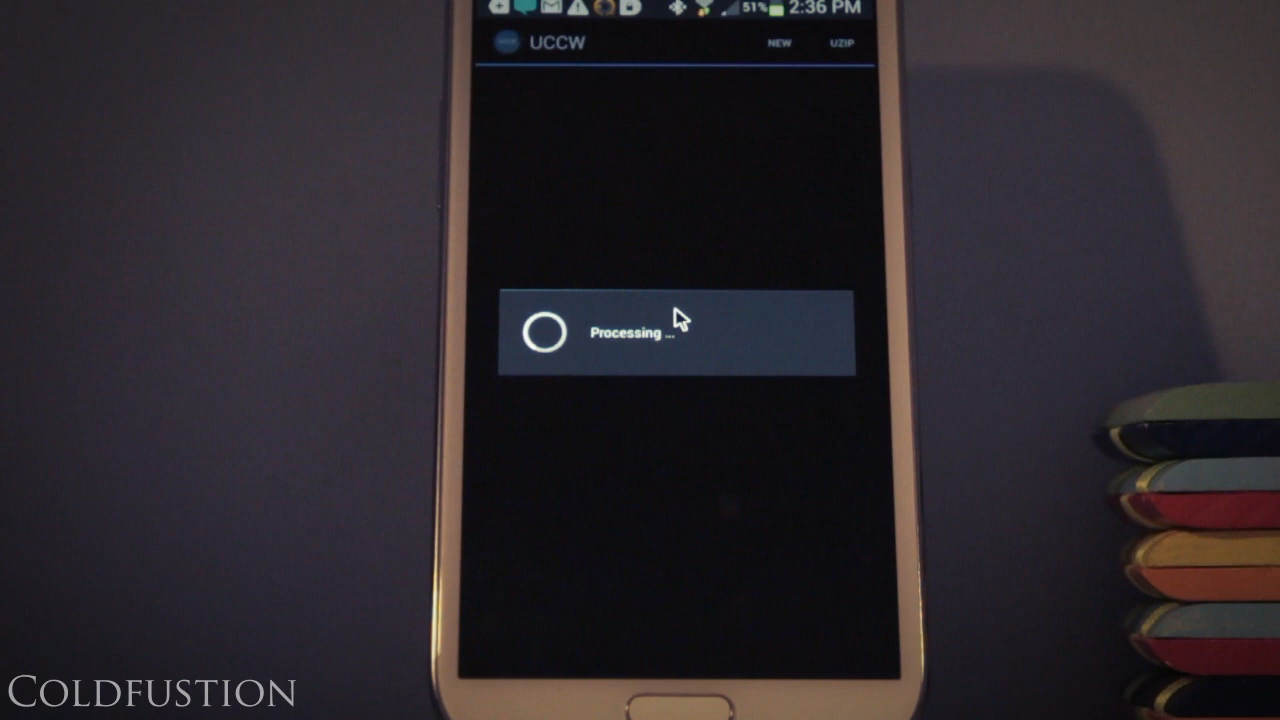 51% 2:36 PM
UCCW NEW UZIP
Processing ...
COLDFUSTION